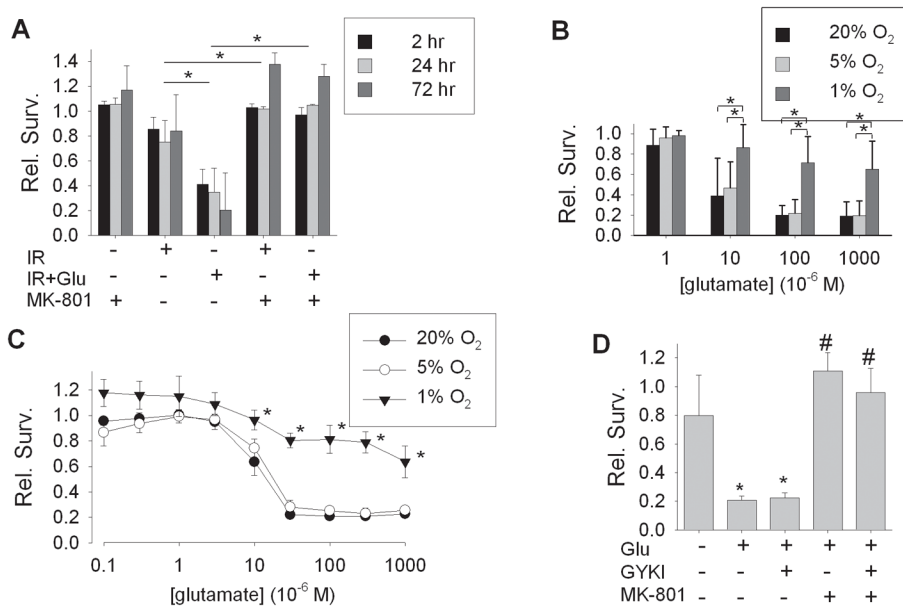 A
Rel. Surv.
1.4
1.2
1.0
0.8
0.6
0.4
0.2
0.0
* * *
2 hr
24 hr
72 hr
IR - + - + -
IR+Glu - - + - +
MK-801 + - - + +
B
Rel. Surv.
1.0
0.8
0.6
0.4
0.2
0.0
20% O₂
5% O₂
1% O₂
* * * * * *
1 10 100 1000
[glutamate] (10⁻⁶ M)
C
Rel. Surv.
1.2
1.0
0.8
0.6
0.4
0.2
0.0
20% O₂
5% O₂
1% O₂
* * * * *
0.1 1 10 100 1000
[glutamate] (10⁻⁶ M)
D
Rel. Surv.
1.2
1.0
0.8
0.6
0.4
0.2
0.0
* * # #
Glu - + + + +
GYKI - - + - +
MK-801 - - - + +